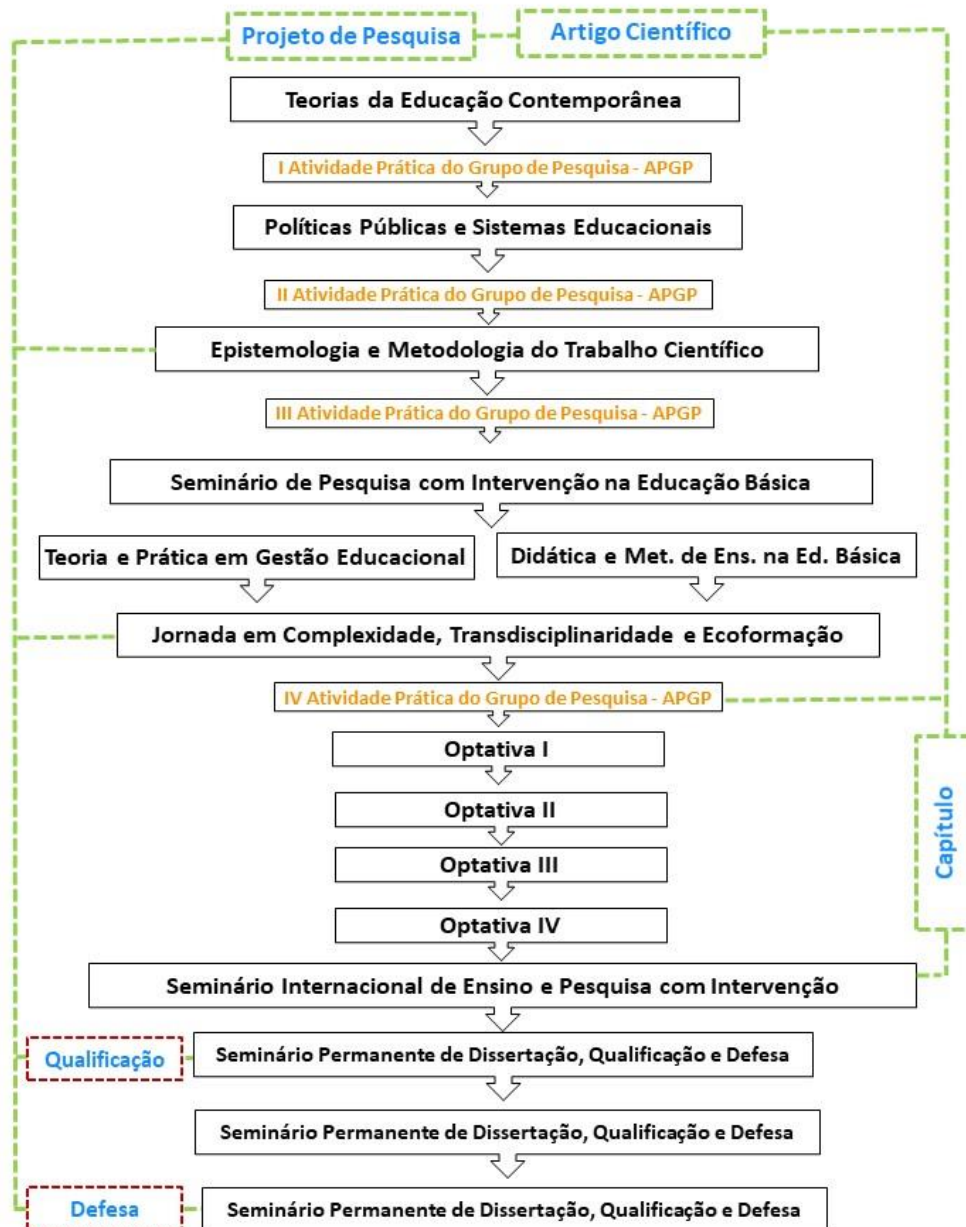 Projeto de Pesquisa
Artigo Científico
Teorias da Educação Contemporânea
I Atividade Prática do Grupo de Pesquisa - APGP
Políticas Públicas e Sistemas Educacionais
II Atividade Prática do Grupo de Pesquisa - APGP
Epistemologia e Metodologia do Trabalho Científico
III Atividade Prática do Grupo de Pesquisa - APGP
Seminário de Pesquisa com Intervenção na Educação Básica
Teoria e Prática em Gestão Educacional
Didática e Met. de Ens. na Ed. Básica
Jornada em Complexidade, Transdisciplinaridade e Ecoformação
IV Atividade Prática do Grupo de Pesquisa - APGP
Optativa I
Optativa II
Optativa III
Capítulo
Optativa IV
Seminário Internacional de Ensino e Pesquisa com Intervenção
Qualificação
Seminário Permanente de Dissertação, Qualificação e Defesa
Seminário Permanente de Dissertação, Qualificação e Defesa
Defesa
Seminário Permanente de Dissertação, Qualificação e Defesa